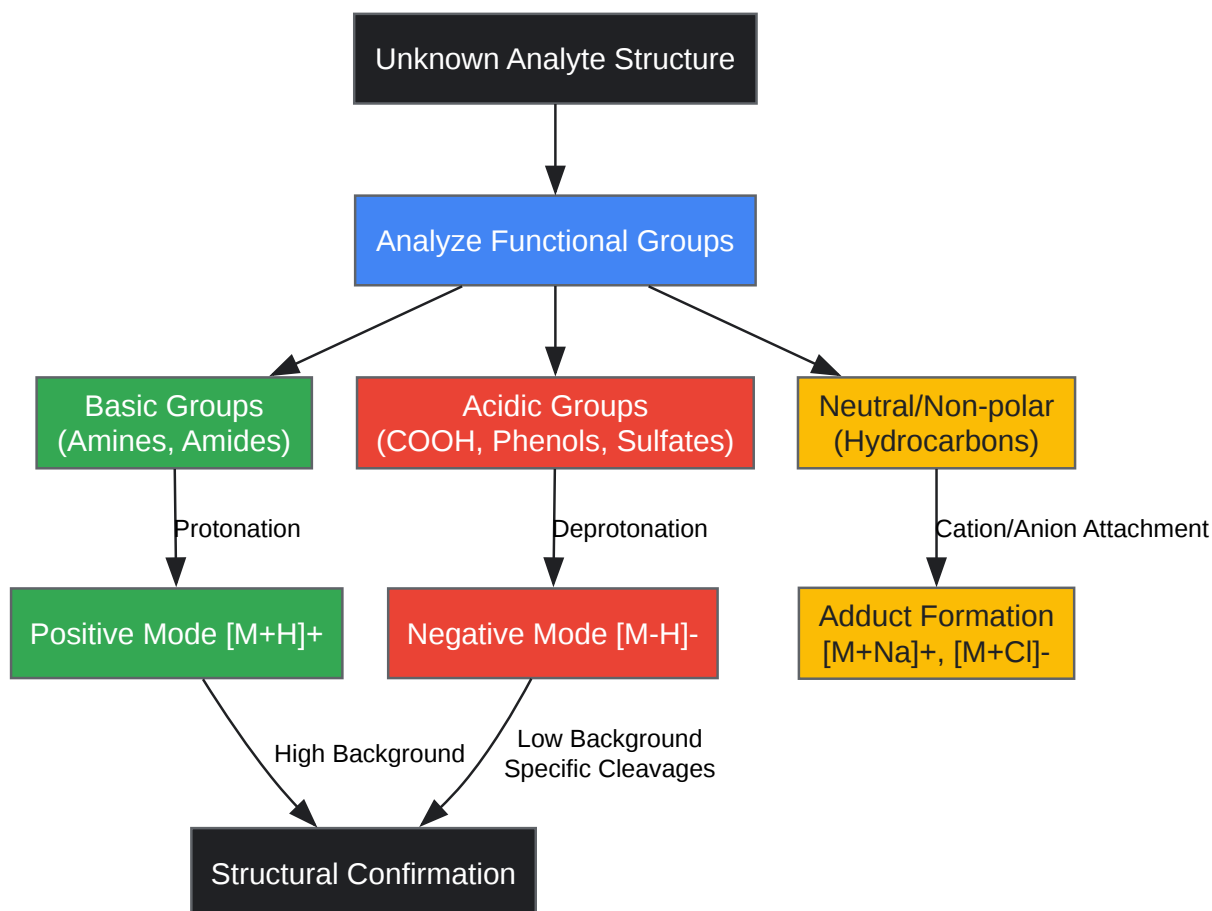 Unknown Analyte Structure
Analyze Functional Groups
Basic Groups
(Amines, Amides)
Acidic Groups
(COOH, Phenols, Sulfates)
Neutral/Non-polar
(Hydrocarbons)
Protonation
Deprotonation
Cation/Anion Attachment
Positive Mode [M+H]+
Negative Mode [M-H]-
Adduct Formation
[M+Na]+, [M+Cl]-
High Background
Low Background
Specific Cleavages
Structural Confirmation